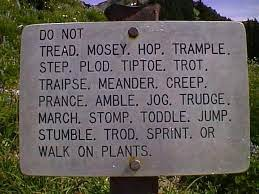 DO NOT
TREAD, MOSEY, HOP, TRAMPLE,
STEP, PLOD, TIPTOE, TROT,
TRAIPSE, MEANDER, CREEP,
PRANCE, AMBLE, JOG, TRUDGE,
MARCH, STOMP, TODDLE, JUMP,
STUMBLE, TROD, SPRINT, OR
WALK ON PLANTS.